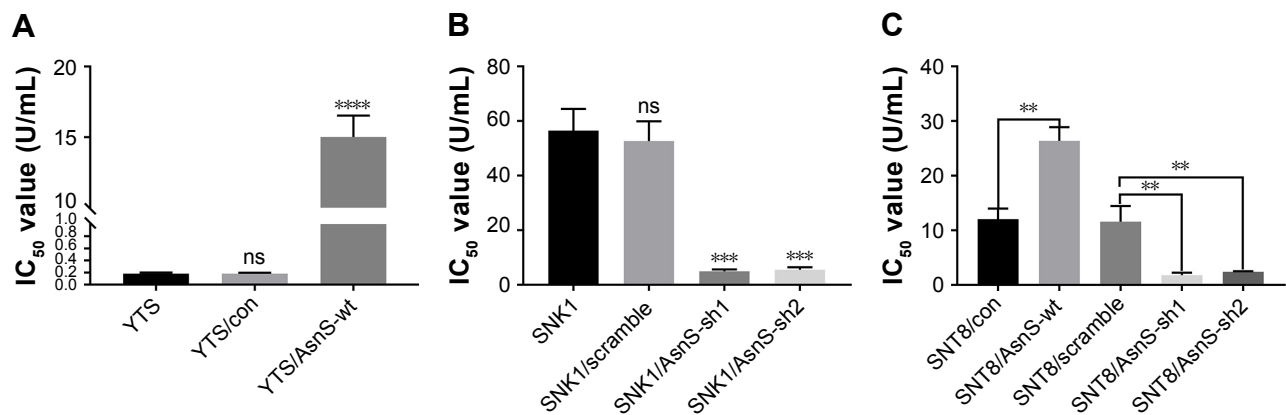 A
IC50 value (U/mL)
20
15
10
1.0
0.8
0.6
0.4
0.2
0.0
ns
****
YTS
YTS/con
YTS/AsnS-wt
B
IC50 value (U/mL)
80
60
40
20
0
ns
***
***
SNK1
SNK1/scramble
SNK1/AsnS-sh1
SNK1/AsnS-sh2
C
IC50 value (U/mL)
40
30
20
10
0
**
**
**
SNT8/con
SNT8/AsnS-wt
SNT8/scramble
SNT8/AsnS-sh1
SNT8/AsnS-sh2